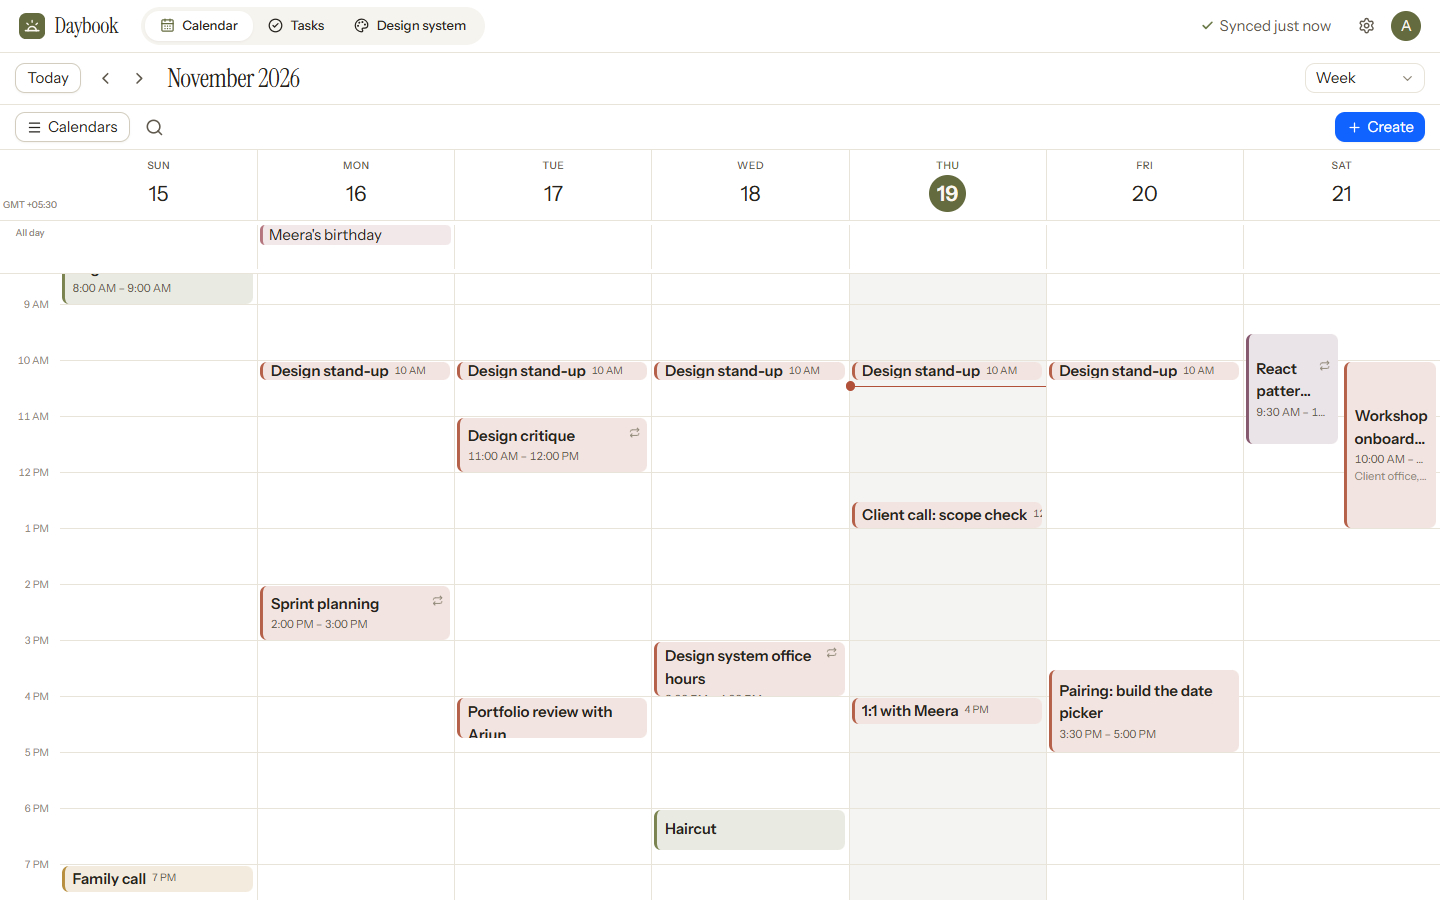 Daybook
Calendar
Tasks
Design system
Synced just now
A
Today
November 2026
Week
Calendars
Create
GMT +05:30
SUN
15
MON
16
TUE
17
WED
18
THU
19
FRI
20
SAT
21
All day
Meera's birthday
8:00 AM – 9:00 AM
9 AM
10 AM
Design stand-up 10 AM
Design stand-up 10 AM
Design stand-up 10 AM
Design stand-up 10 AM
Design stand-up 10 AM
React
patter...
9:30 AM – 1...
Workshop
onboard...
10:00 AM – ...
Client office,...
11 AM
Design critique
11:00 AM – 12:00 PM
12 PM
Client call: scope check 12
1 PM
2 PM
Sprint planning
2:00 PM – 3:00 PM
3 PM
Design system office
hours
Pairing: build the date
picker
3:30 PM – 5:00 PM
4 PM
Portfolio review with
Arjun
1:1 with Meera 4 PM
5 PM
6 PM
Haircut
7 PM
Family call 7 PM